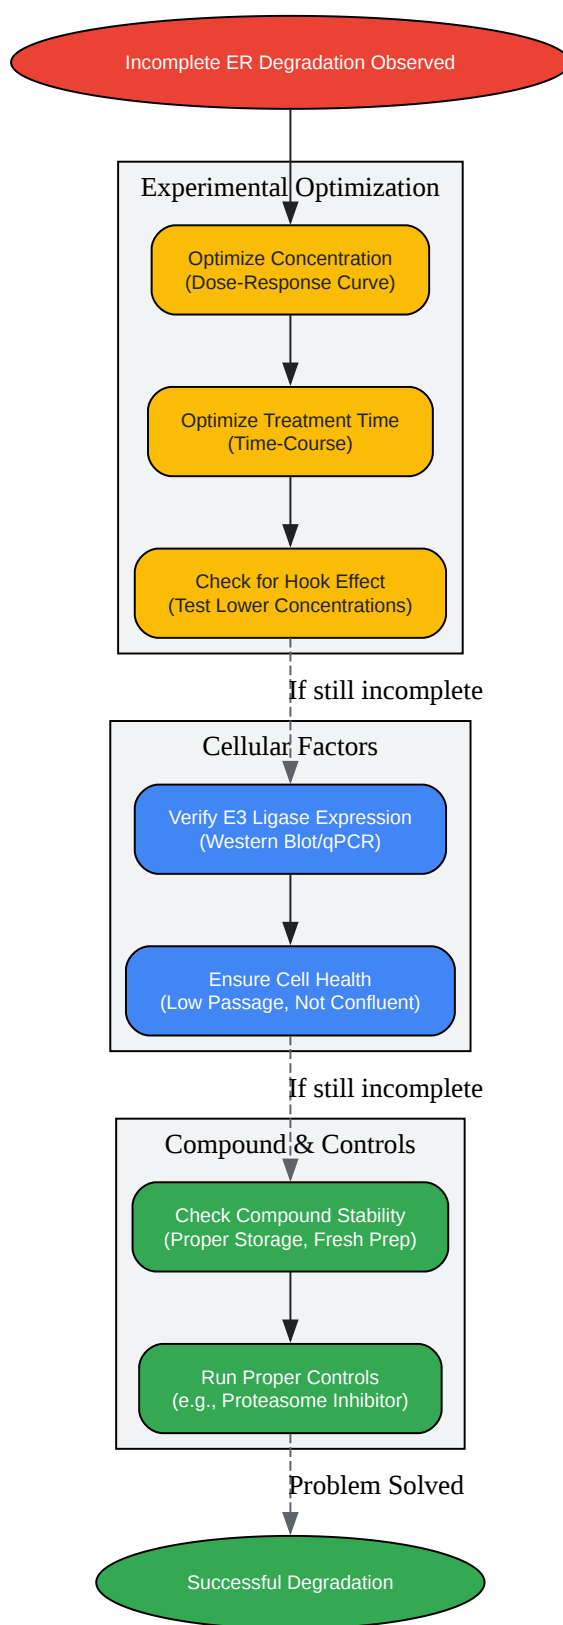 Incomplete ER Degradation Observed
Experimental Optimization
Optimize Concentration
(Dose-Response Curve)
Optimize Treatment Time
(Time-Course)
Check for Hook Effect
(Test Lower Concentrations)
If still incomplete
Cellular Factors
Verify E3 Ligase Expression
(Western Blot/qPCR)
Ensure Cell Health
(Low Passage, Not Confluent)
If still incomplete
Compound & Controls
Check Compound Stability
(Proper Storage, Fresh Prep)
Run Proper Controls
(e.g., Proteasome Inhibitor)
Problem Solved
Successful Degradation